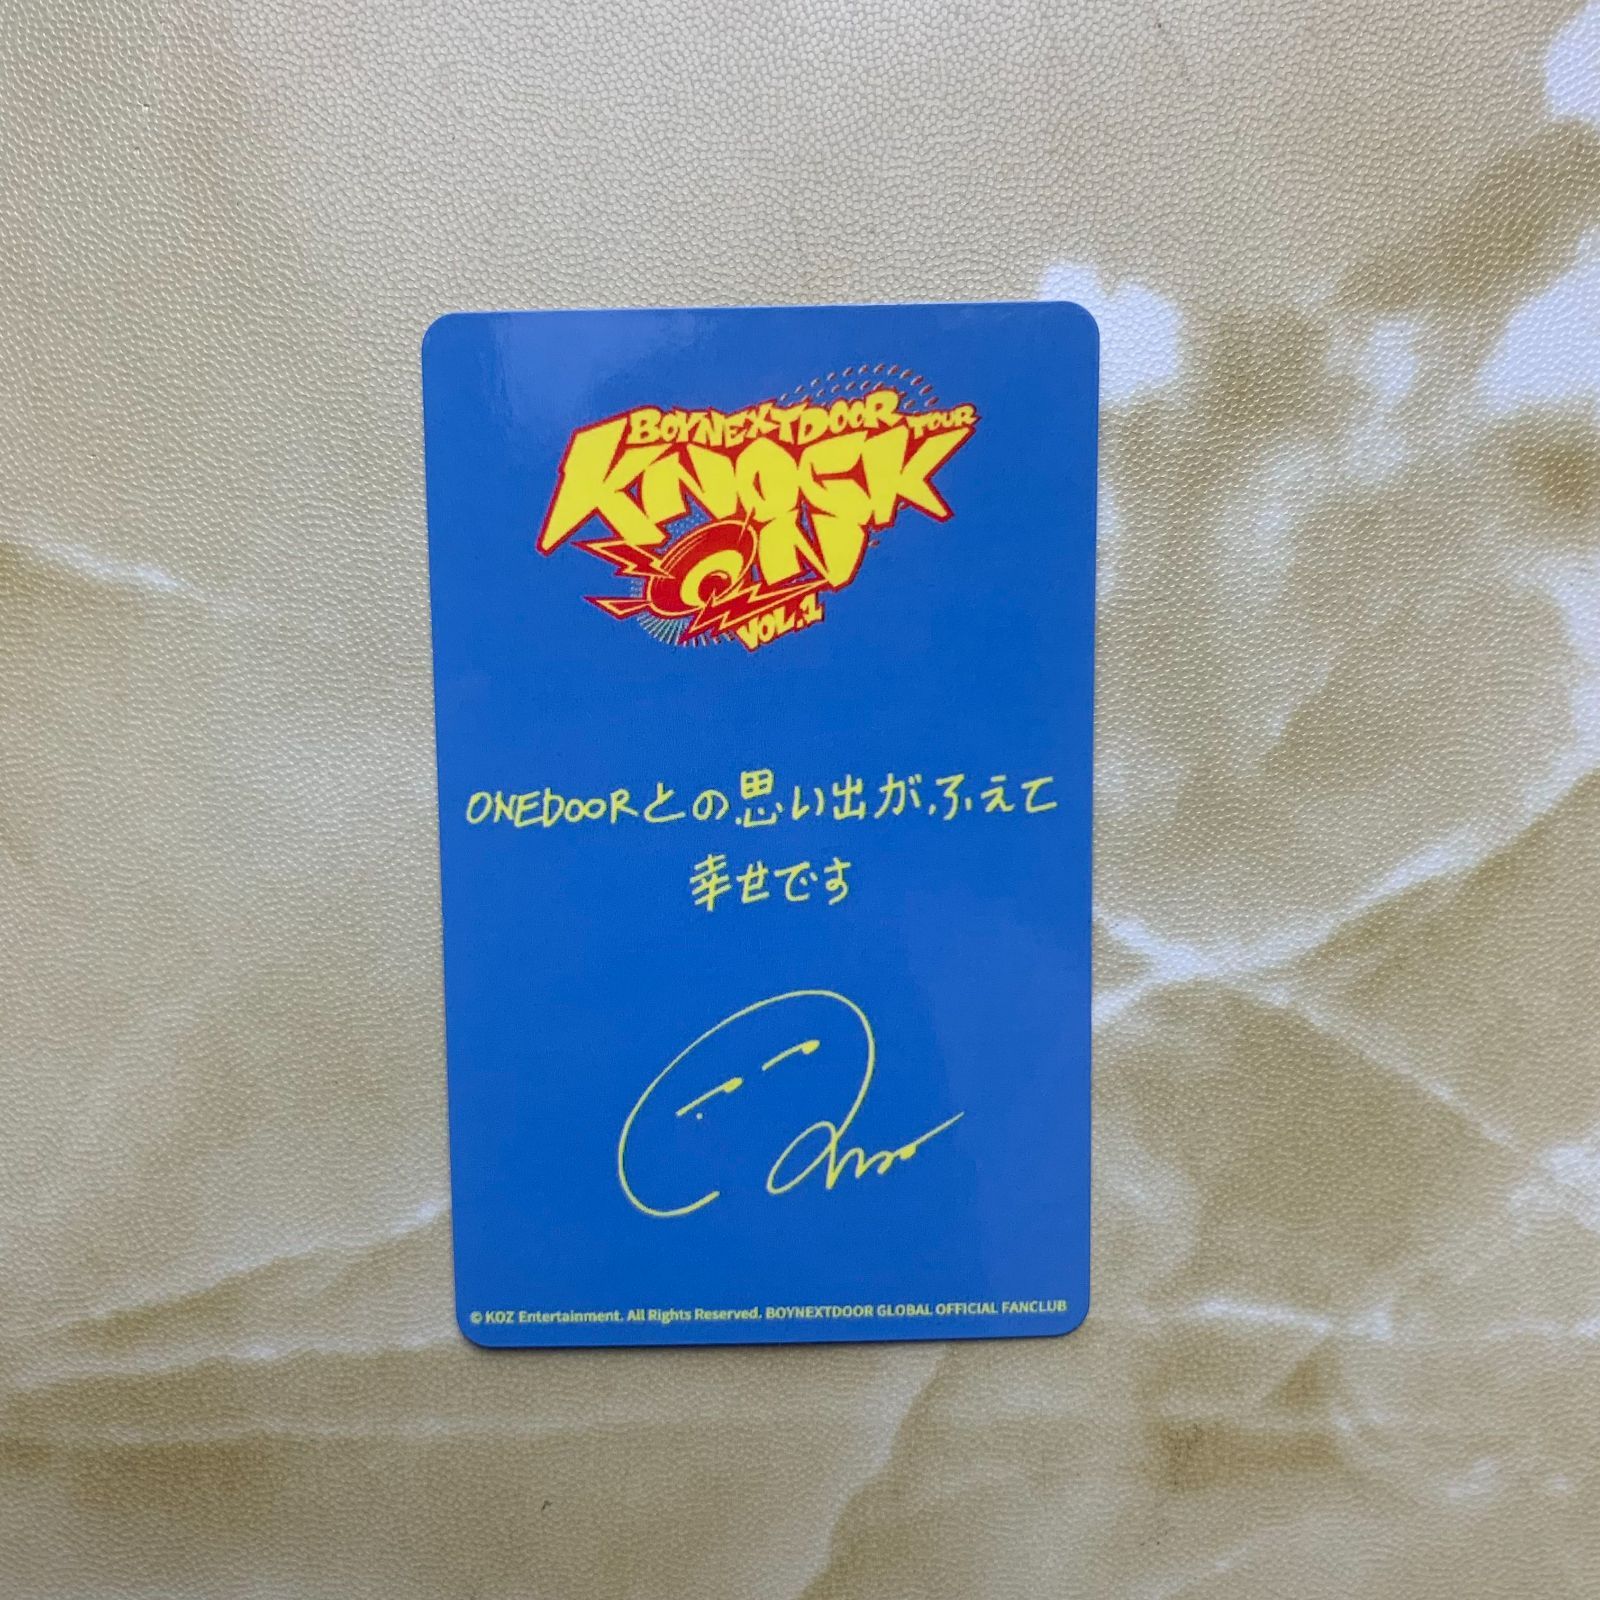 BOYNEXTDOOR TOUR
KNOCK
ON
VOL.1
ONEDOORとの思い出がふえて
幸せです
© KOZ Entertainment. All Rights Reserved. BOYNEXTDOOR GLOBAL OFFICIAL FANCLUB